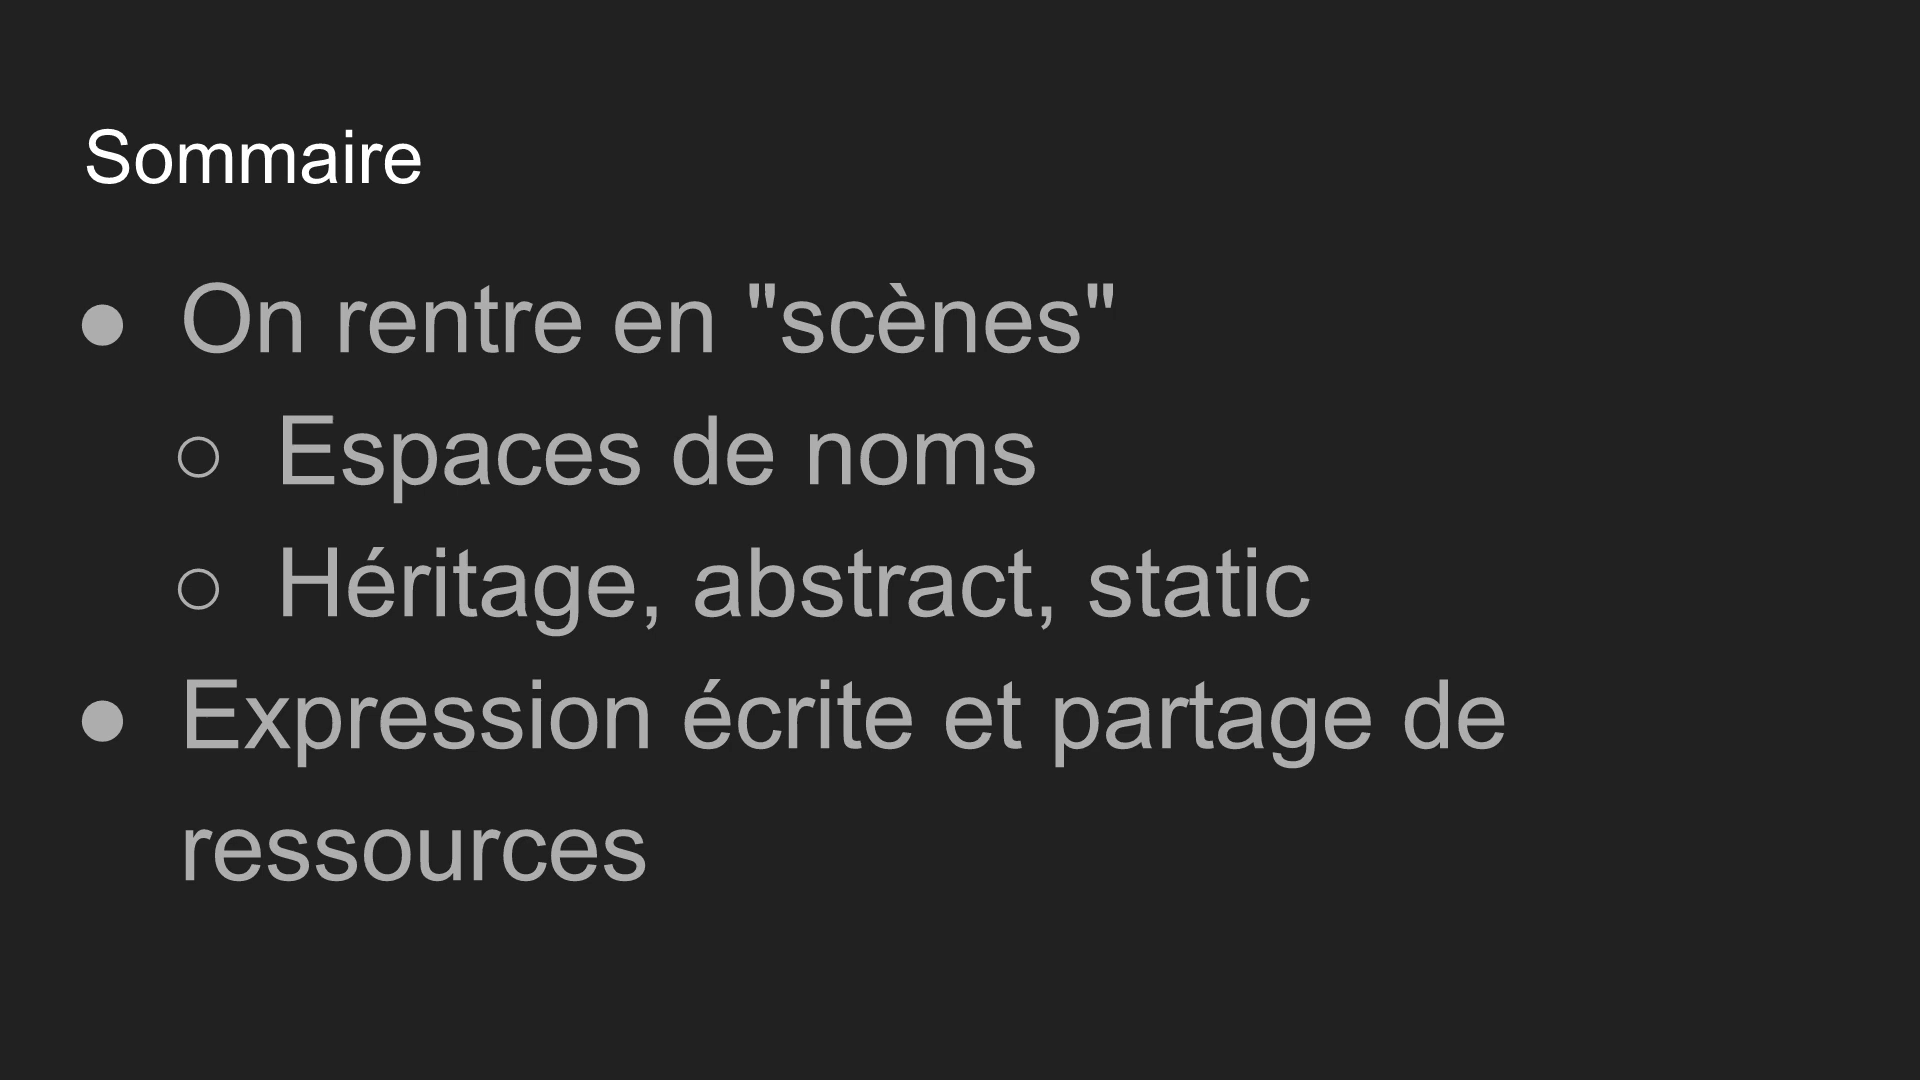 Sommaire
● On rentre en "scènes"
○ Espaces de noms
○ Héritage, abstract, static
● Expression écrite et partage de
ressources